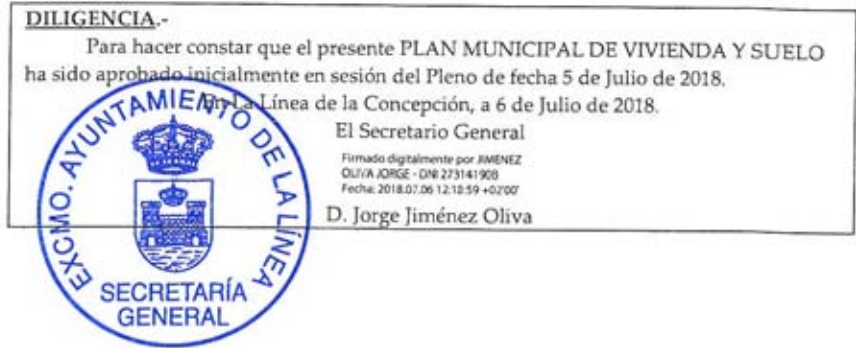 DILIGENCIA.-
Para hacer constar que el presente PLAN MUNICIPAL DE VIVIENDA Y SUELO
ha sido aprobado inicialmente en sesión del Pleno de fecha 5 de Julio de 2018.
En La Línea de la Concepción, a 6 de Julio de 2018.
El Secretario General
Firmado digitalmente por JIMENEZ
OLIVA JORGE - DNI 27314190B
Fecha: 2018.07.06 12:18:59 +02'00'
D. Jorge Jiménez Oliva
EXCMO. AYUNTAMIENTO DE LA LÍNEA
SECRETARÍA
GENERAL